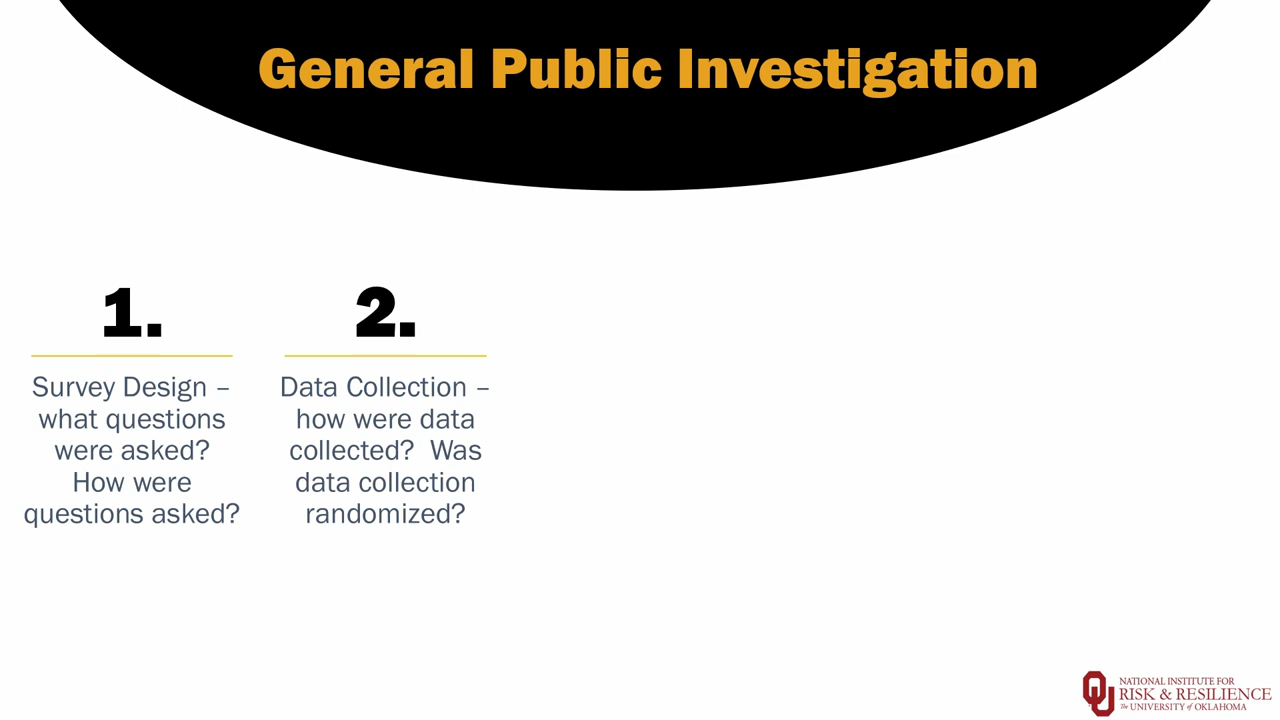 General Public Investigation
1.
Survey Design –
what questions
were asked?
How were
questions asked?
2.
Data Collection –
how were data
collected?  Was
data collection
randomized?
OU
NATIONAL INSTITUTE FOR
RISK & RESILIENCE
The UNIVERSITY of OKLAHOMA